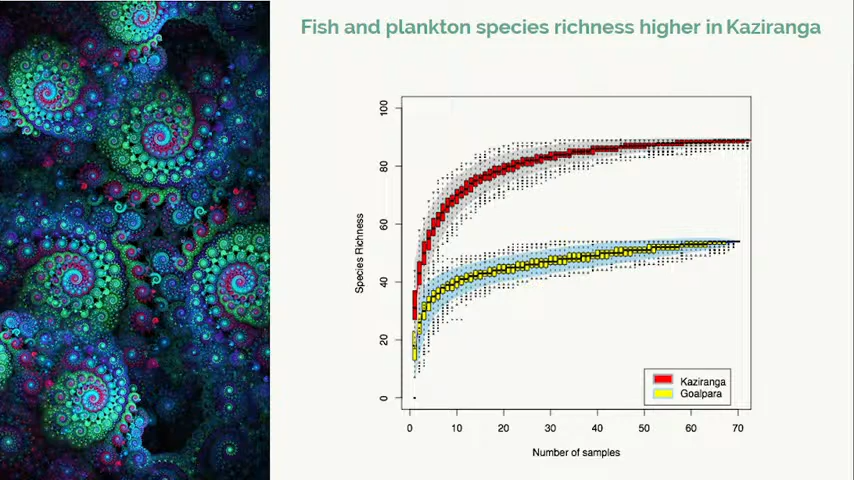 Fish and plankton species richness higher in Kaziranga
Species Richness
100
80
60
40
20
0
0 10 20 30 40 50 60 70
Number of samples
Kaziranga
Goalpara